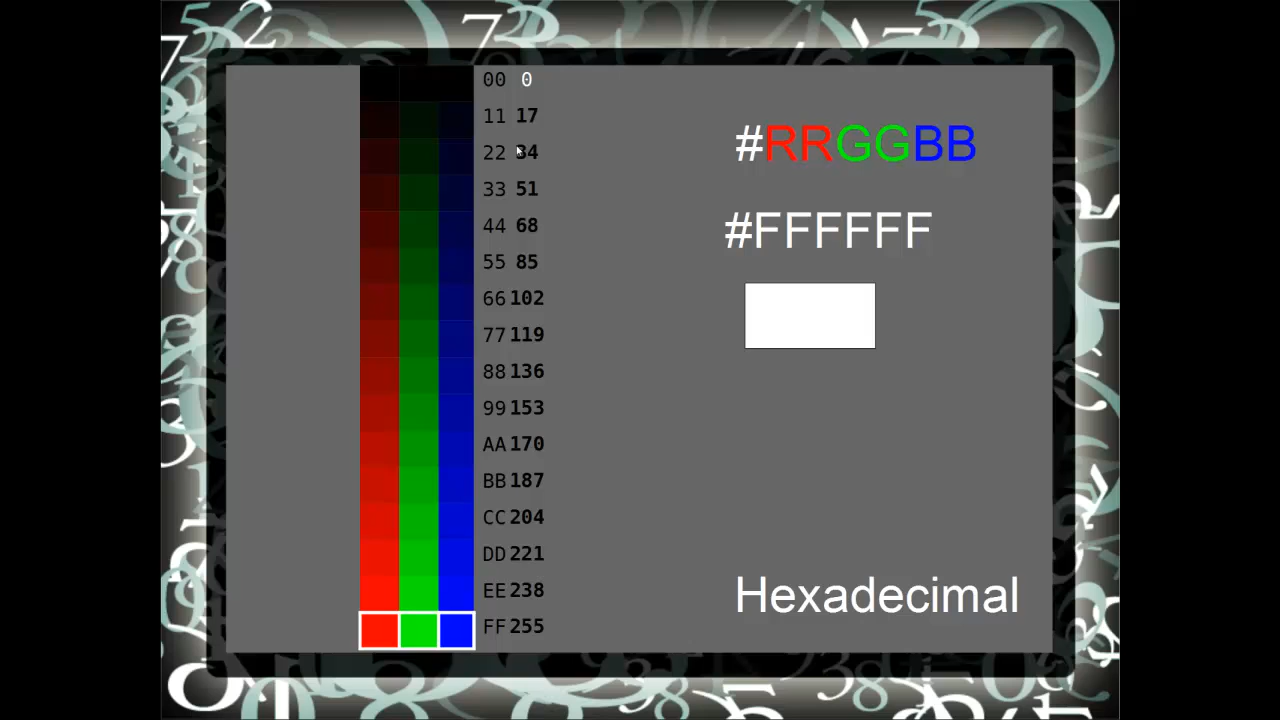 00 0
11 17
22 34
33 51
44 68
55 85
66 102
77 119
88 136
99 153
AA 170
BB 187
CC 204
DD 221
EE 238
FF 255
#RRGGBB
#FFFFFF
Hexadecimal